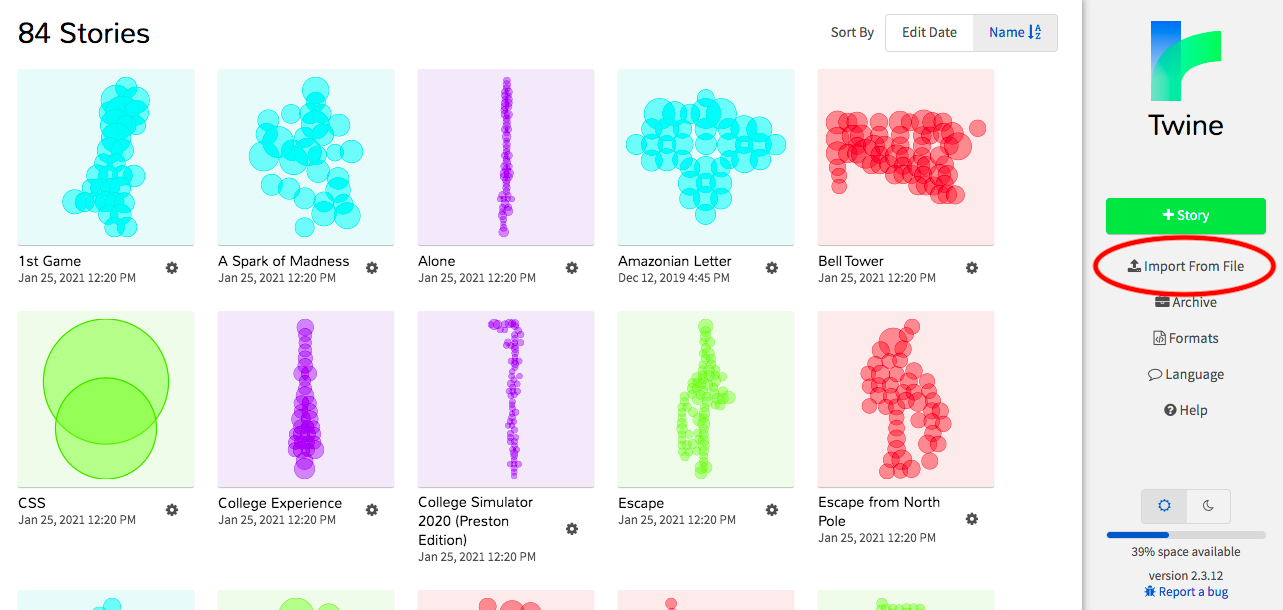 84 Stories
Sort By
Edit Date
Name
Twine
+ Story
Import From File
Archive
Formats
Language
Help
1st Game
Jan 25, 2021 12:20 PM
A Spark of Madness
Jan 25, 2021 12:20 PM
Alone
Jan 25, 2021 12:20 PM
Amazonian Letter
Dec 12, 2019 4:45 PM
Bell Tower
Jan 25, 2021 12:20 PM
CSS
Jan 25, 2021 12:20 PM
College Experience
Jan 25, 2021 12:20 PM
College Simulator
2020 (Preston
Edition)
Jan 25, 2021 12:20 PM
Escape
Jan 25, 2021 12:20 PM
Escape from North
Pole
Jan 25, 2021 12:20 PM
39% space available
version 2.3.12
Report a bug